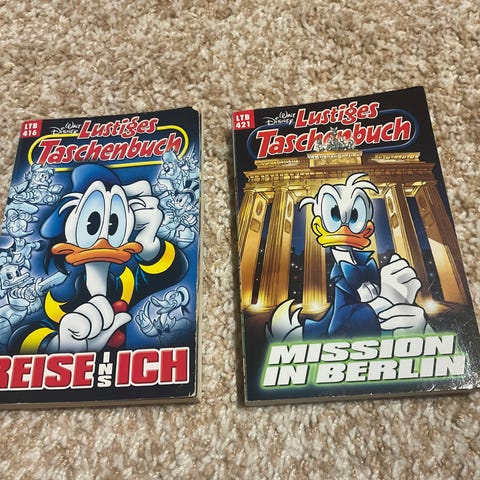 LTB
416
Walt
Disney
Lustiges
Taschenbuch
REISE INS ICH
LTB
421
Walt
Disney
Lustiges
Taschenbuch
MISSION
IN BERLIN